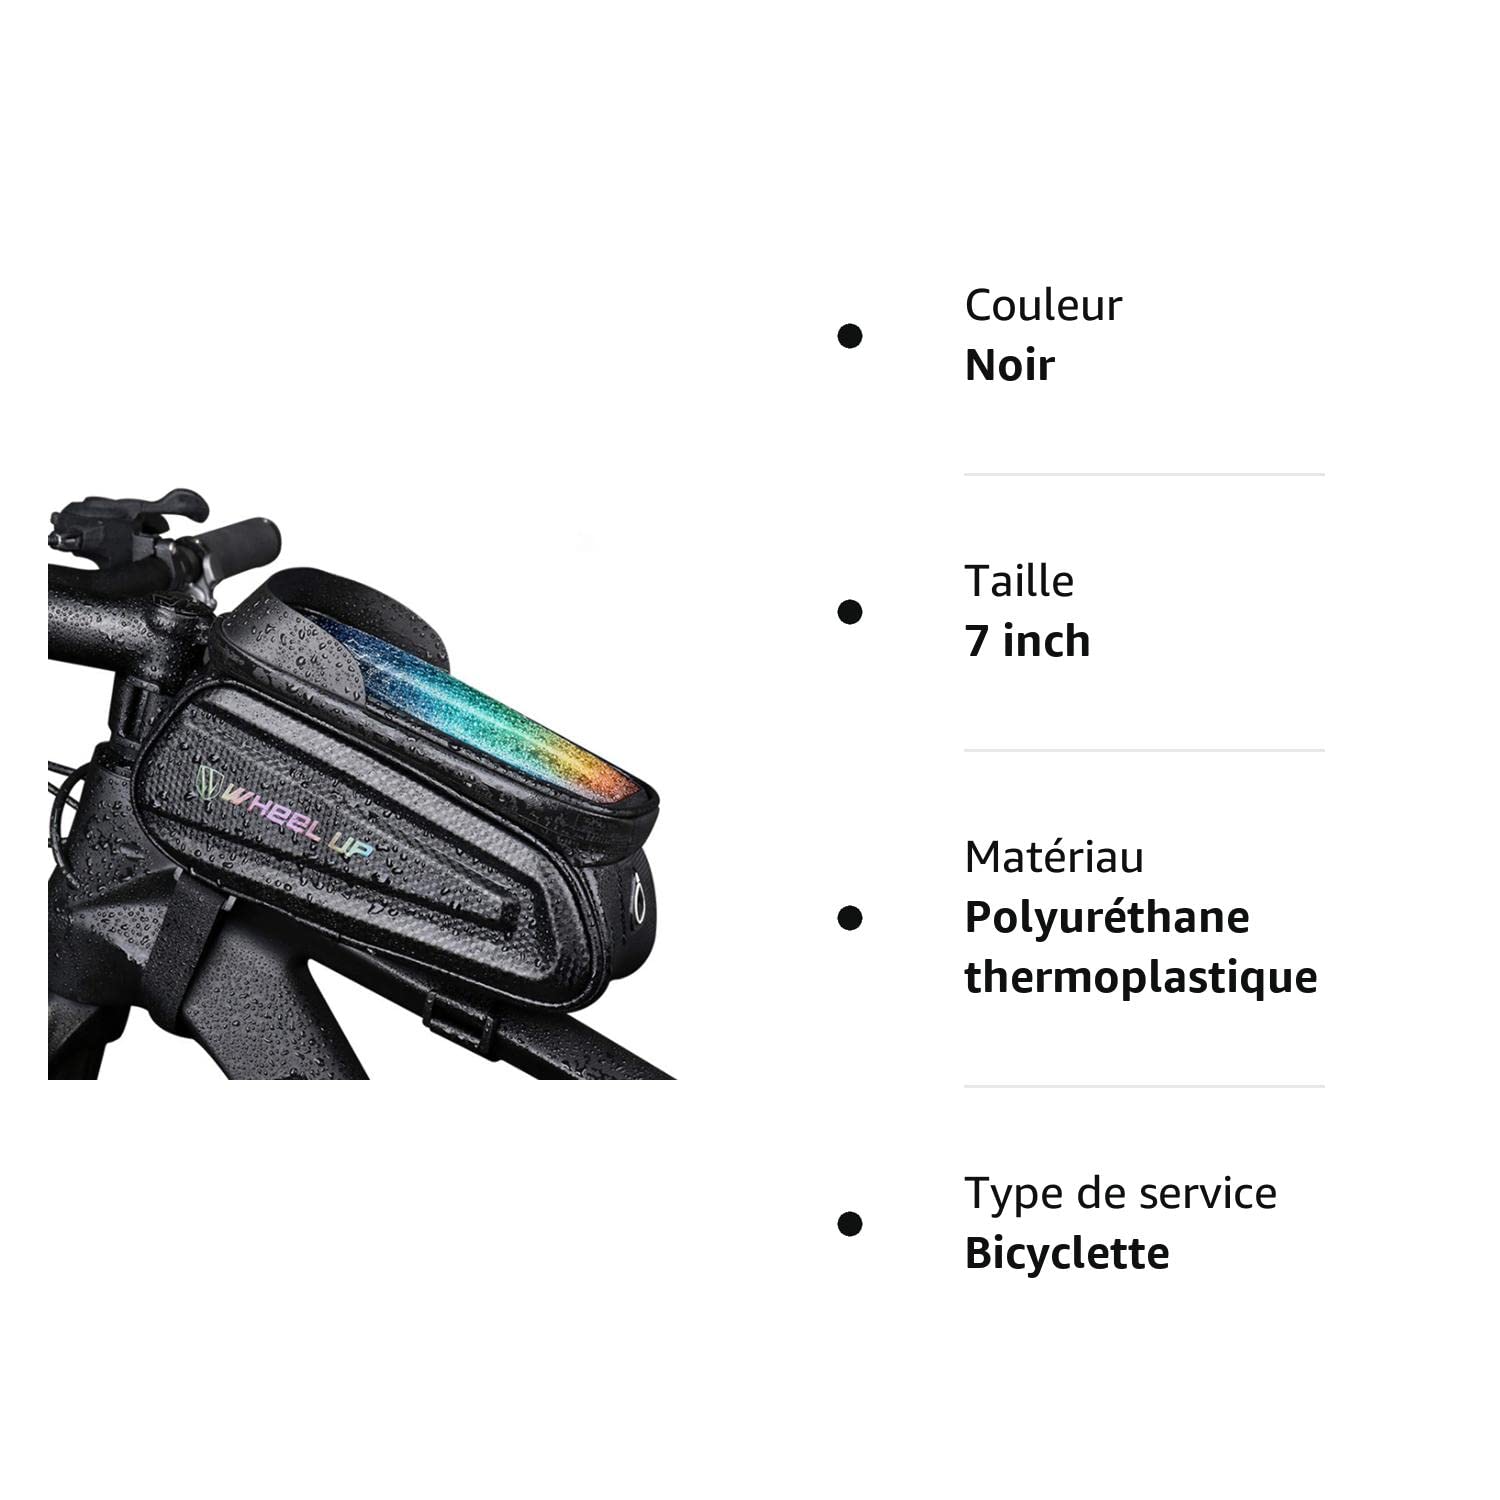 WHEEL UP
Couleur
Noir
Taille
7 inch
Matériau
Polyuréthane
thermoplastique
Type de service
Bicyclette